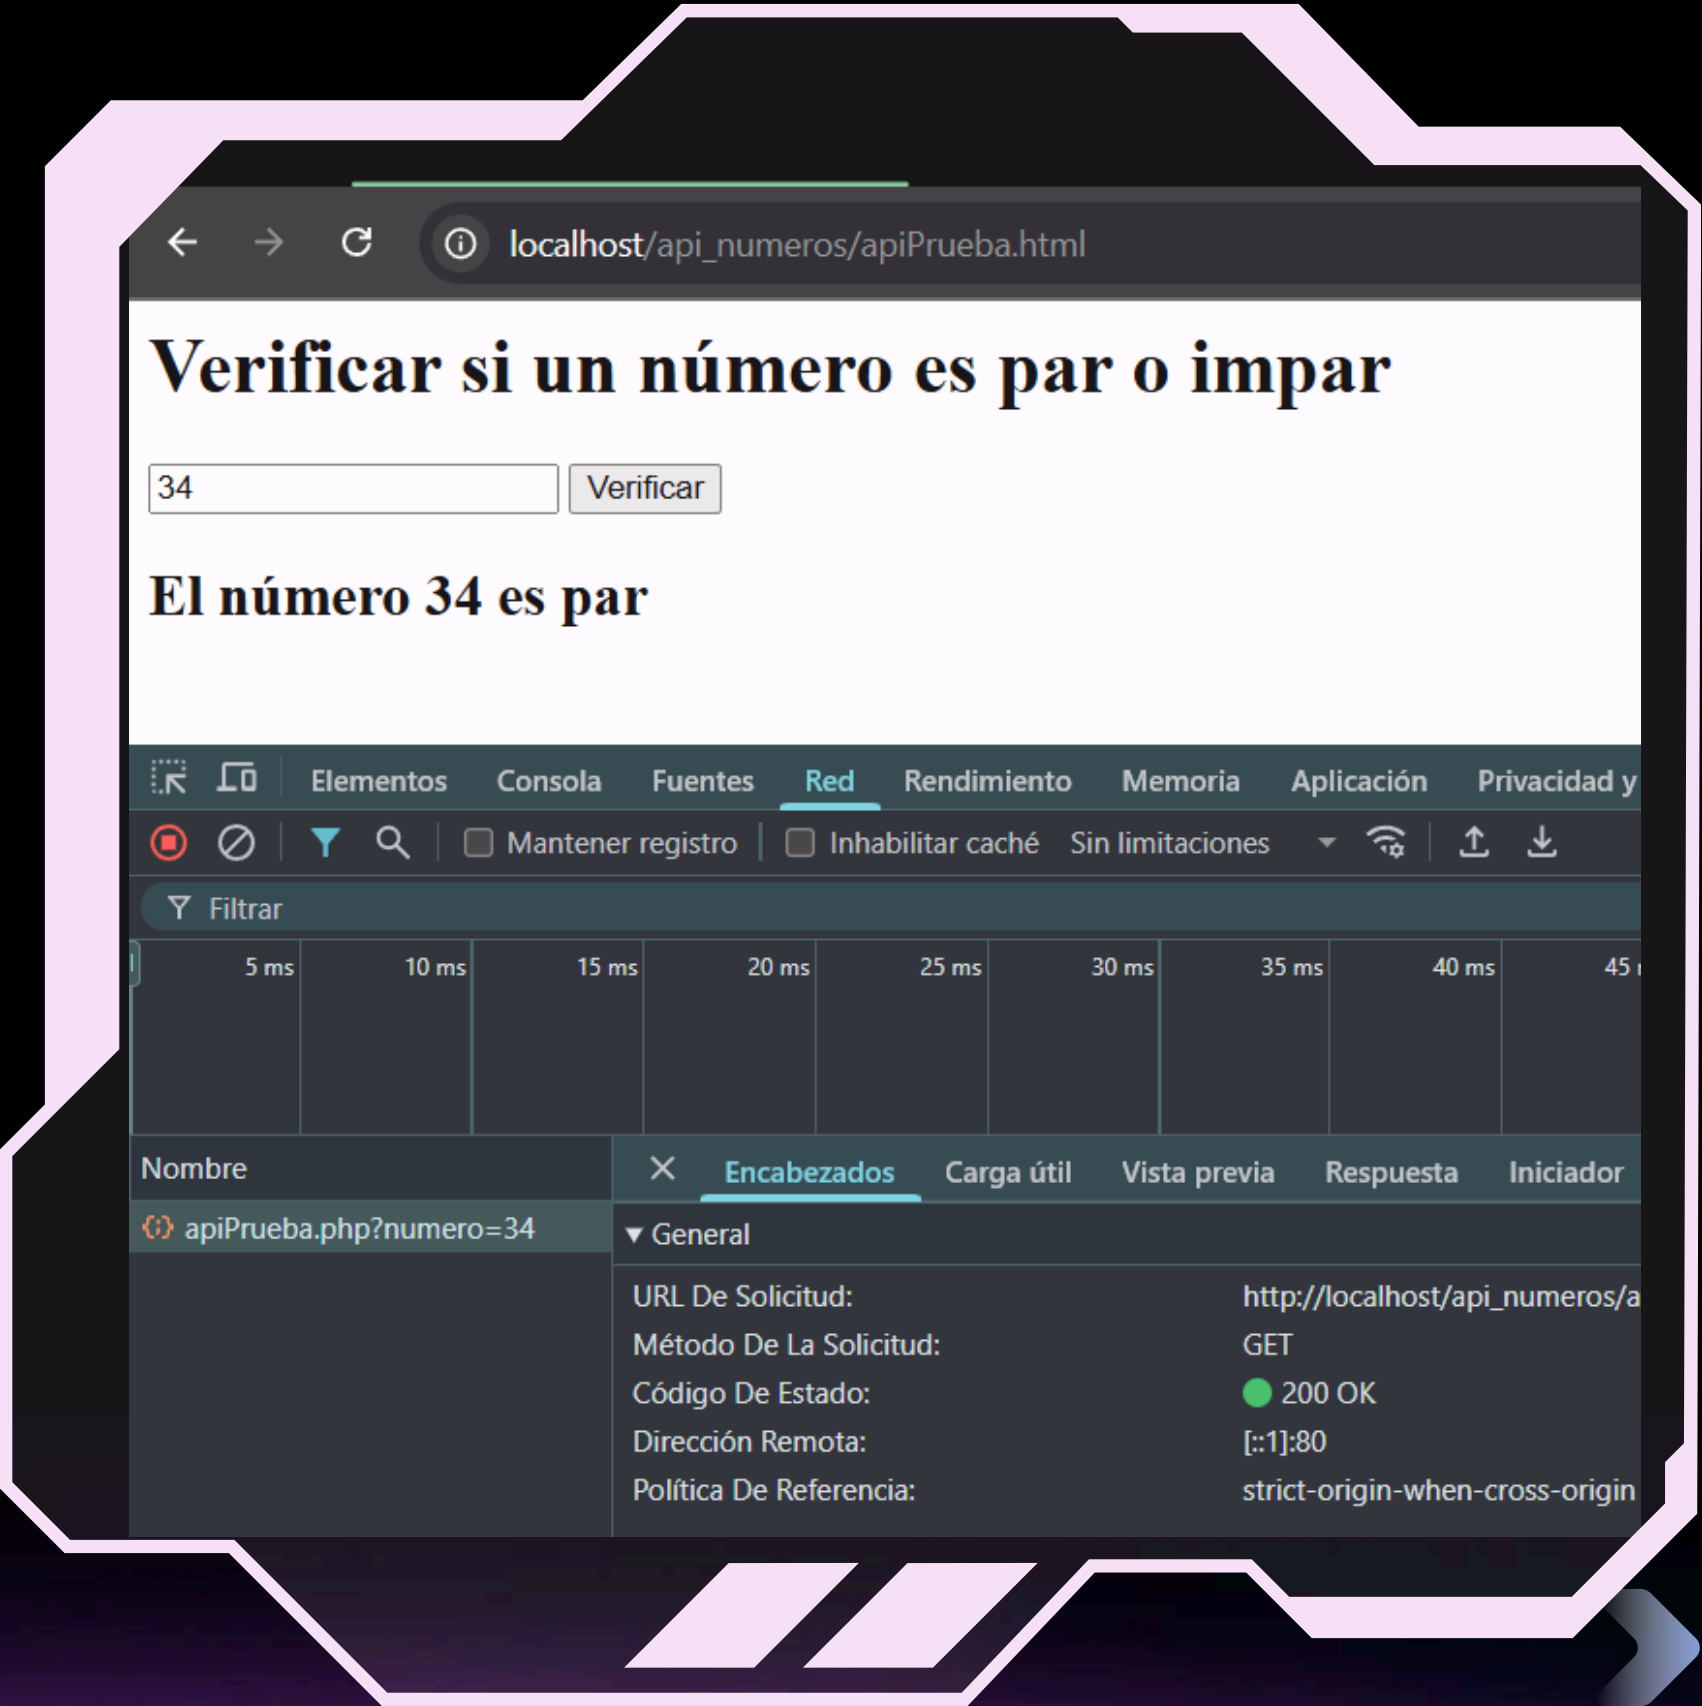 localhost/api_numeros/apiPrueba.html
Verificar si un número es par o impar
34 Verificar
El número 34 es par
Elementos Consola Fuentes Red Rendimiento Memoria Aplicación Privacidad y
Mantener registro Inhabilitar caché Sin limitaciones
Filtrar
5 ms 10 ms 15 ms 20 ms 25 ms 30 ms 35 ms 40 ms 45
Nombre Encabezados Carga útil Vista previa Respuesta Iniciador
apiPrueba.php?numero=34 General
URL De Solicitud: http://localhost/api_numeros/a
Método De La Solicitud: GET
Código De Estado: 200 OK
Dirección Remota: [::1]:80
Política De Referencia: strict-origin-when-cross-origin